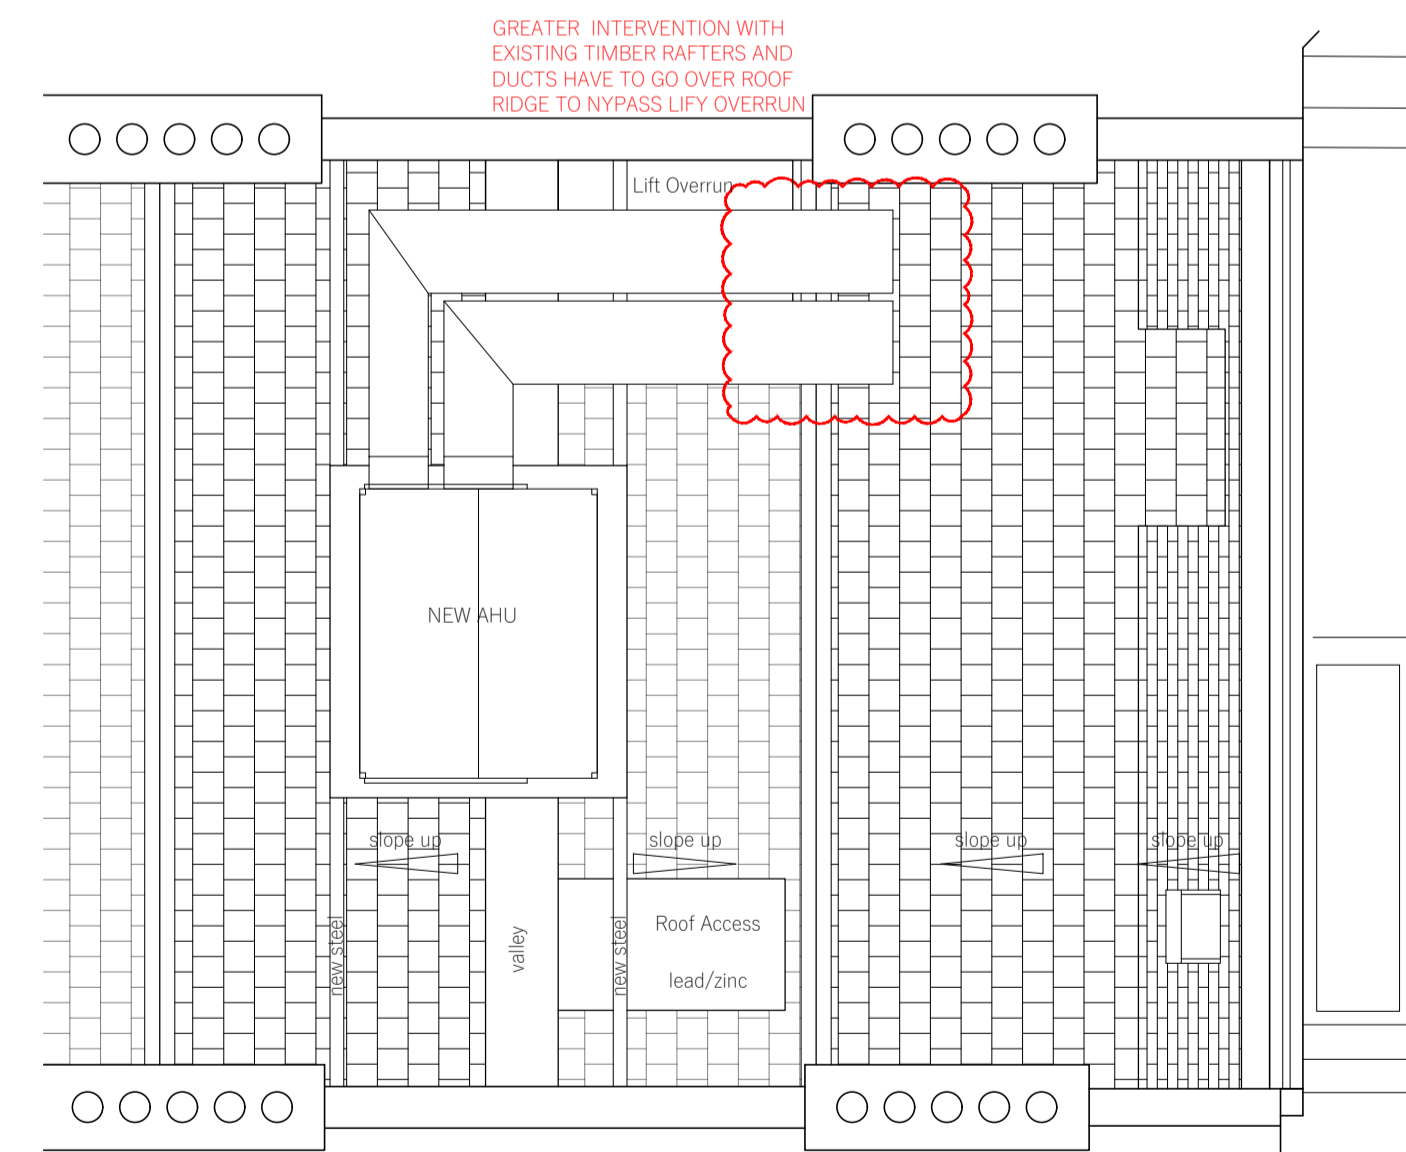 GREATER INTERVENTION WITH
EXISTING TIMBER RAFTERS AND
DUCTS HAVE TO GO OVER ROOF
RIDGE TO NYPASS LIFY OVERRUN
Lift Overrun
NEW AHU
slope up
slope up
slope up
slope up
new steel
valley
new steel
Roof Access
lead/zinc